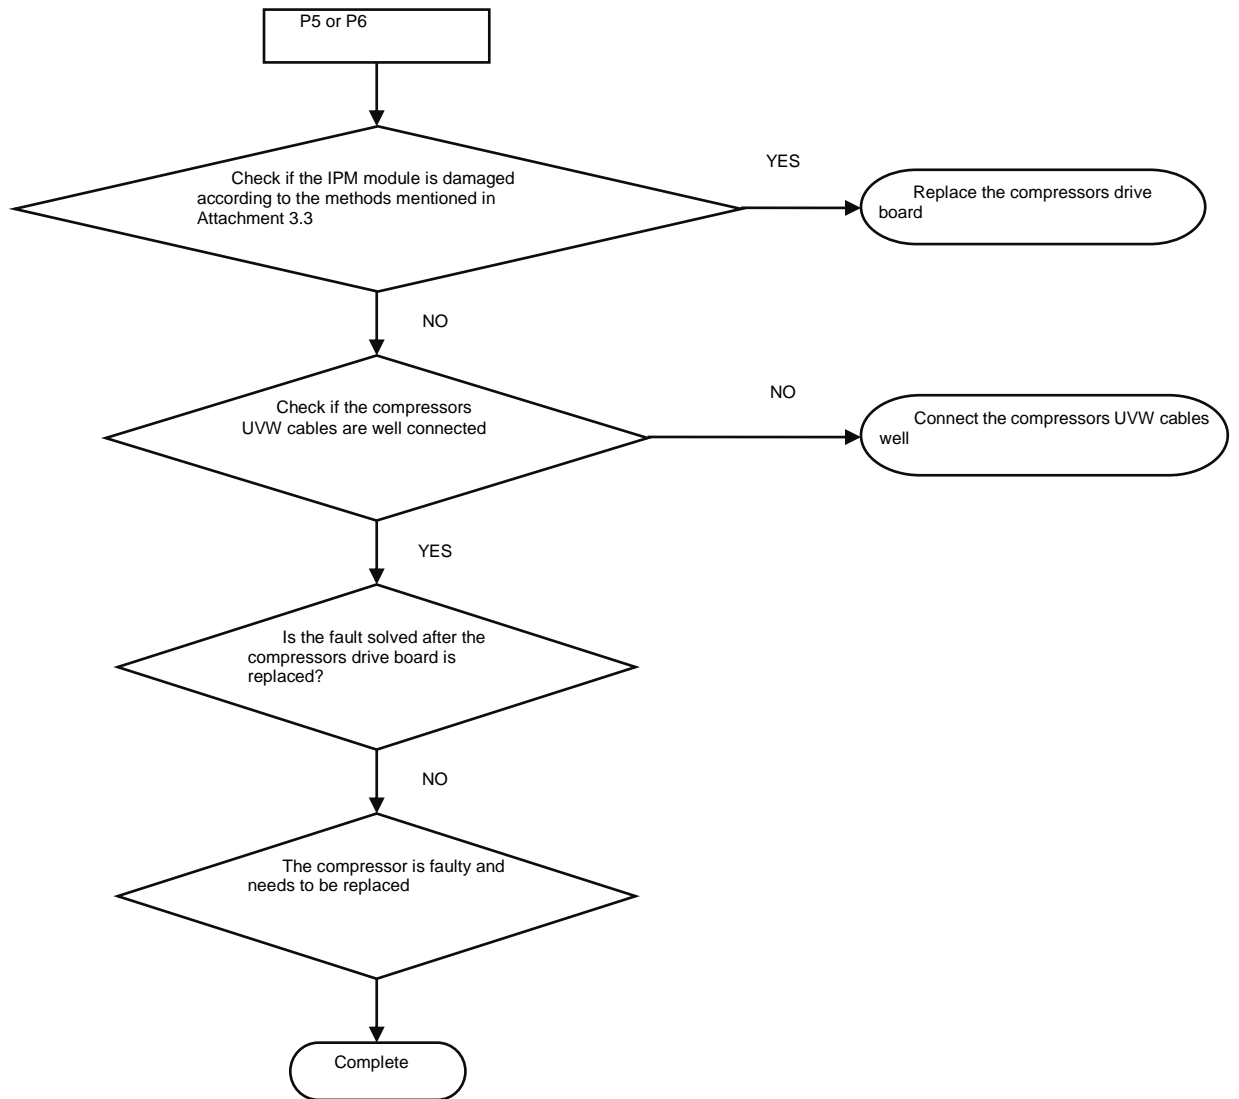 P5 or P6
Check if the IPM module is damaged
according to the methods mentioned in
Attachment 3.3
YES
Replace the compressors drive
board
NO
Check if the compressors
UVW cables are well connected
NO
Connect the compressors UVW cables
well
YES
Is the fault solved after the
compressors drive board is
replaced?
NO
The compressor is faulty and
needs to be replaced
Complete